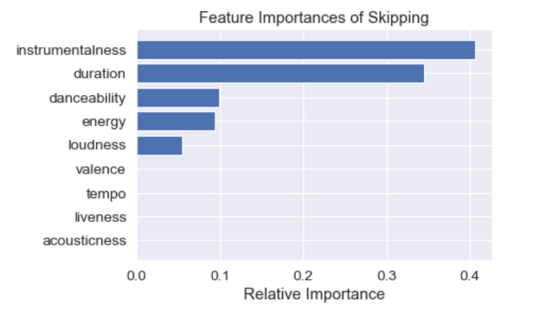 Feature Importances of Skipping
instrumentalness
duration
danceability
energy
loudness
valence
tempo
liveness
acousticness
0.0 0.1 0.2 0.3 0.4
Relative Importance